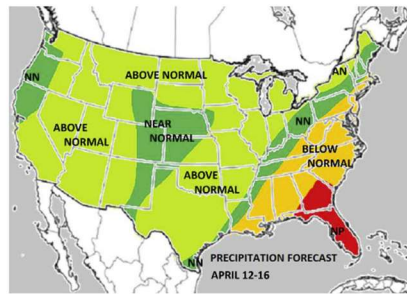 NN
ABOVE NORMAL
AN
ABOVE
NORMAL
NEAR
NORMAL
NN
BELOW
NORMAL
ABOVE
NORMAL
NP
NN
PRECIPITATION FORECAST
APRIL 12-16